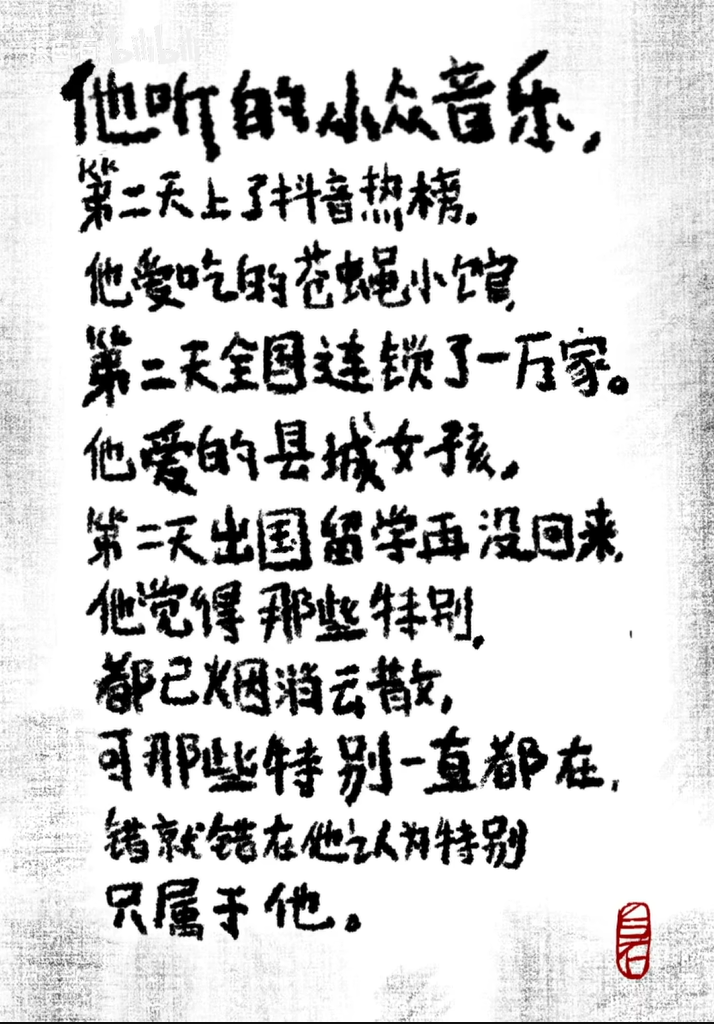 bilibili
他听的小众音乐，
第二天上了抖音热榜。
他爱吃的苍蝇小馆，
第二天全国连锁了一万家。
他爱的县城女孩，
第二天出国留学再没回来，
他觉得那些特别，
都已烟消云散，
可那些特别一直都在，
错就错在他认为特别
只属于他。